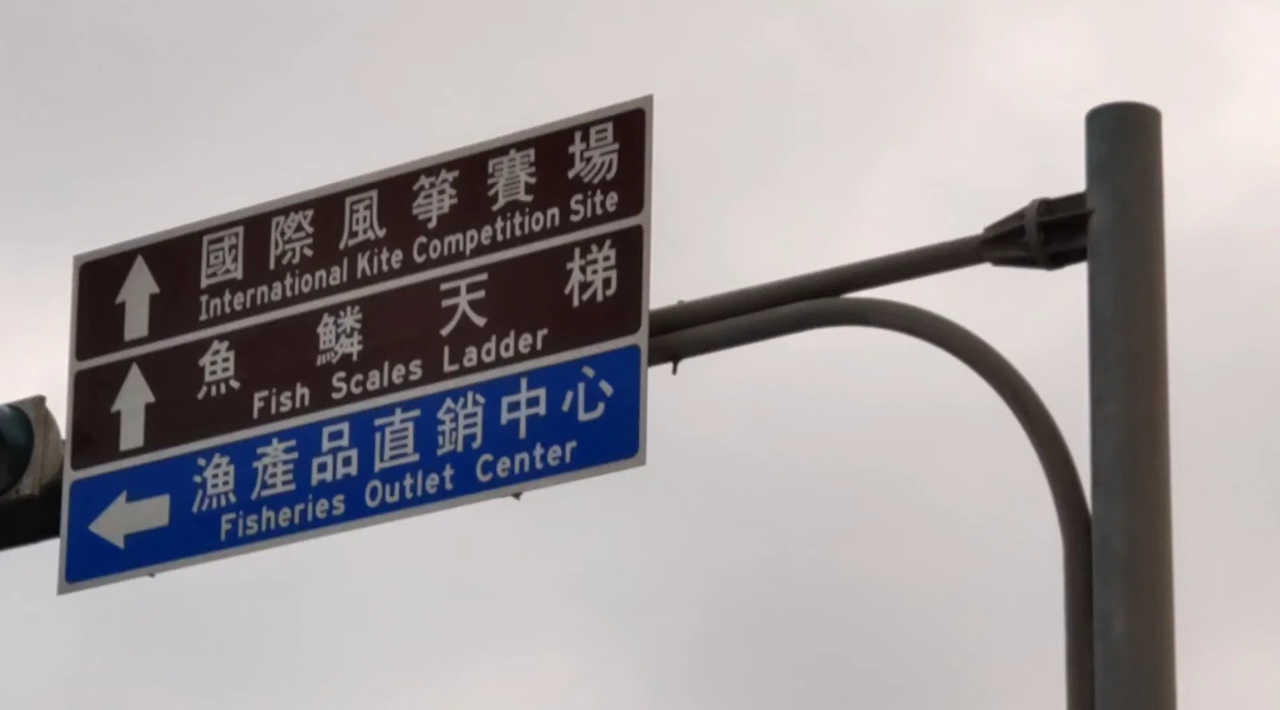 國際風箏賽場
International Kite Competition Site
魚鱗天梯
Fish Scales Ladder
漁產品直銷中心
Fisheries Outlet Center